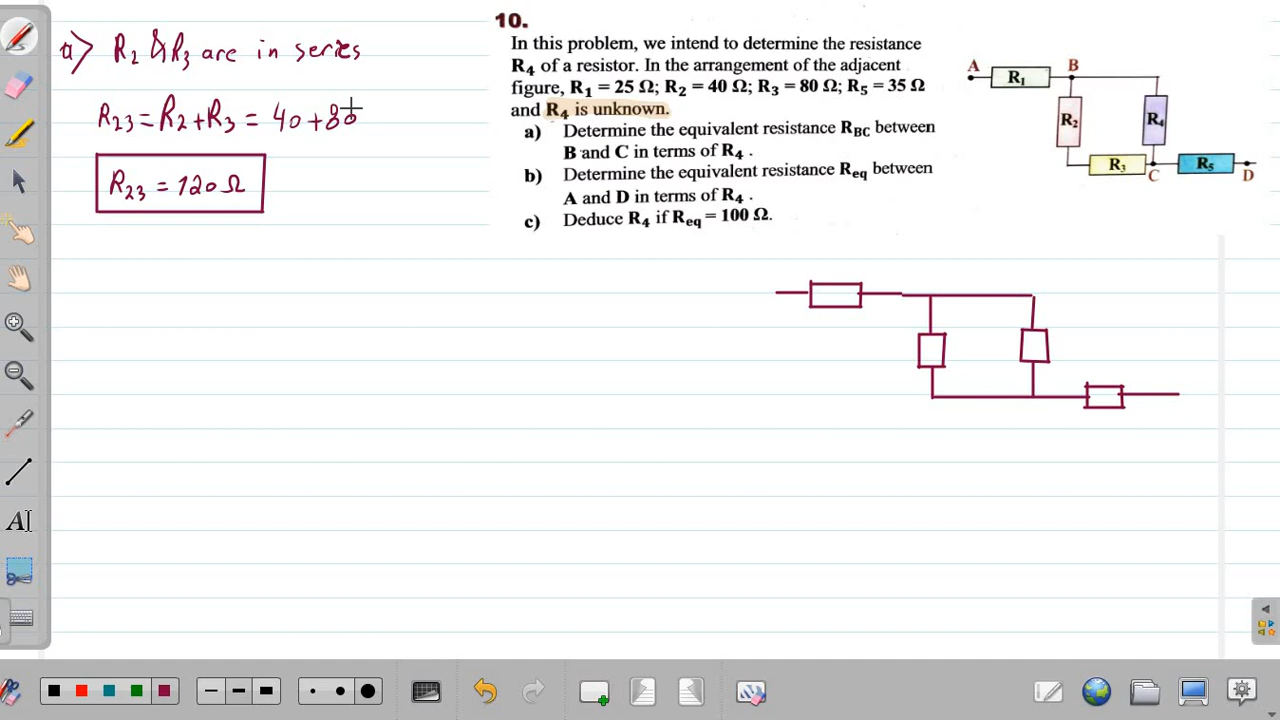 a) R2 & R3 are in series
R23 = R2 + R3 = 40 + 80
R23 = 120 Ω
10.
In this problem, we intend to determine the resistance
R4 of a resistor. In the arrangement of the adjacent
figure, R1 = 25 Ω; R2 = 40 Ω; R3 = 80 Ω; R5 = 35 Ω
and R4 is unknown.
a) Determine the equivalent resistance RBC between
B and C in terms of R4 .
b) Determine the equivalent resistance Req between
A and D in terms of R4 .
c) Deduce R4 if Req = 100 Ω.
A R1 B
R2 R4
R3 C R5 D
AI